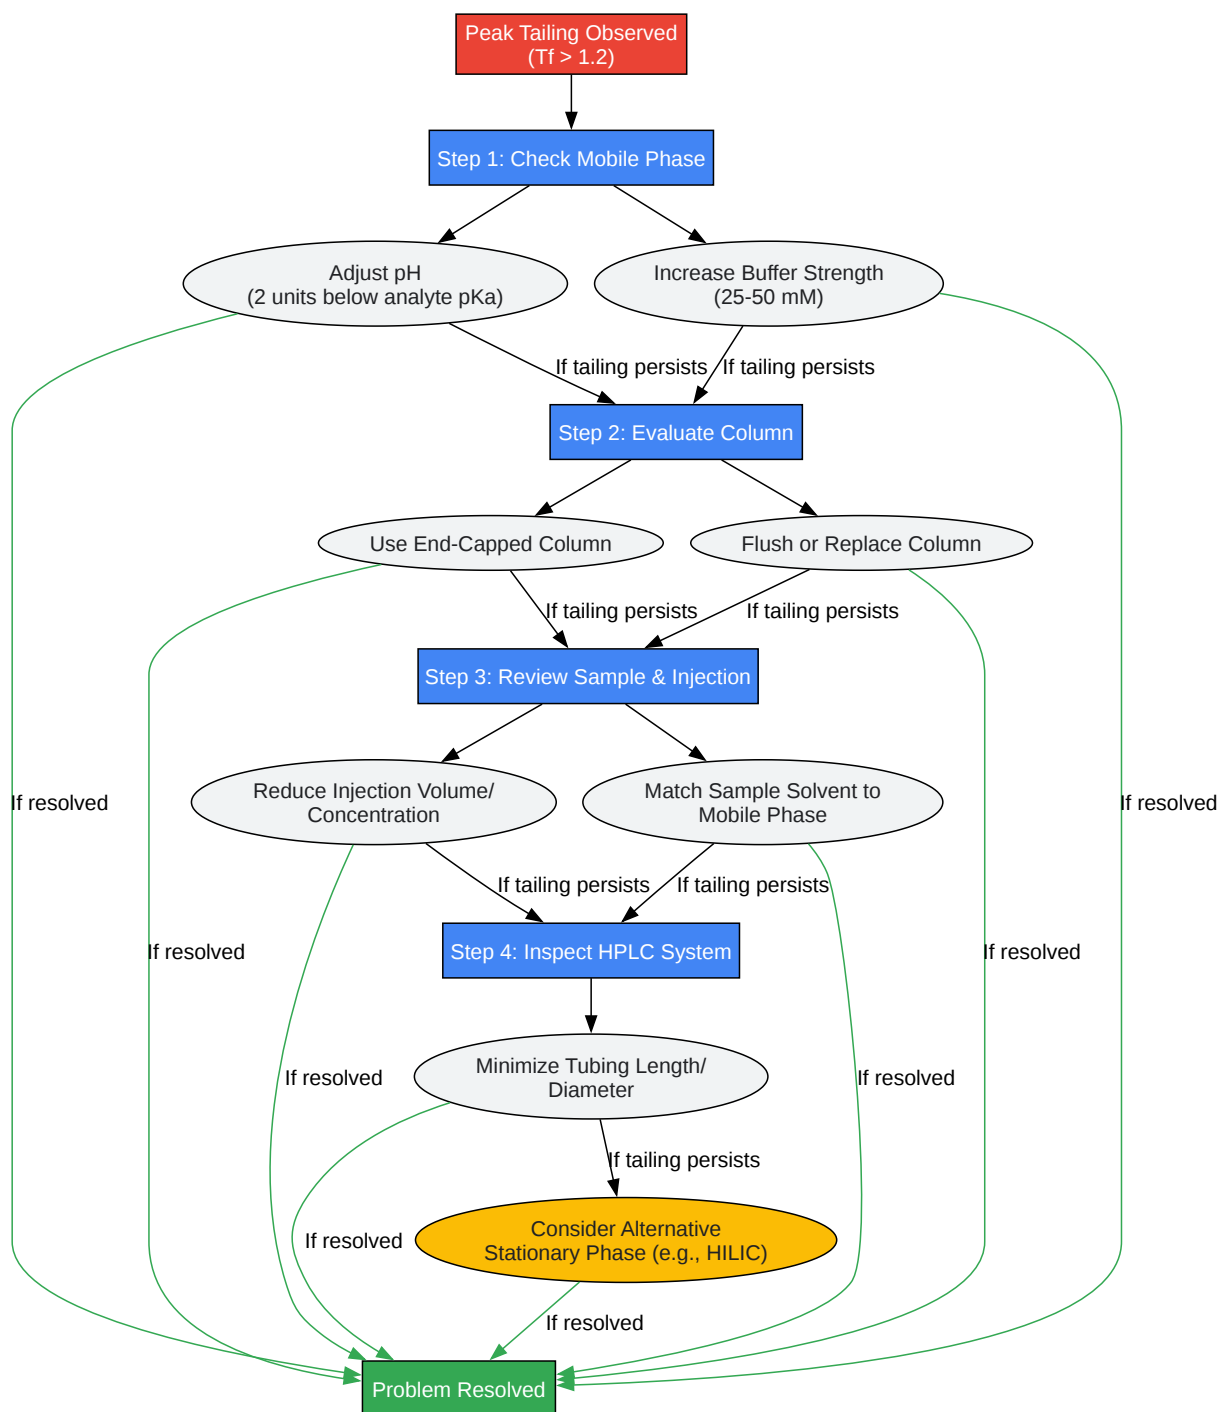 Peak Tailing Observed
(Tf > 1.2)
Step 1: Check Mobile Phase
Adjust pH
(2 units below analyte pKa)
Increase Buffer Strength
(25-50 mM)
If tailing persists
If tailing persists
Step 2: Evaluate Column
Use End-Capped Column
Flush or Replace Column
If tailing persists
If tailing persists
Step 3: Review Sample & Injection
Reduce Injection Volume/
Concentration
Match Sample Solvent to
Mobile Phase
If resolved
If resolved
If tailing persists
If tailing persists
Step 4: Inspect HPLC System
If resolved
If resolved
Minimize Tubing Length/
Diameter
If resolved
If resolved
If tailing persists
Consider Alternative
Stationary Phase (e.g., HILIC)
If resolved
If resolved
Problem Resolved